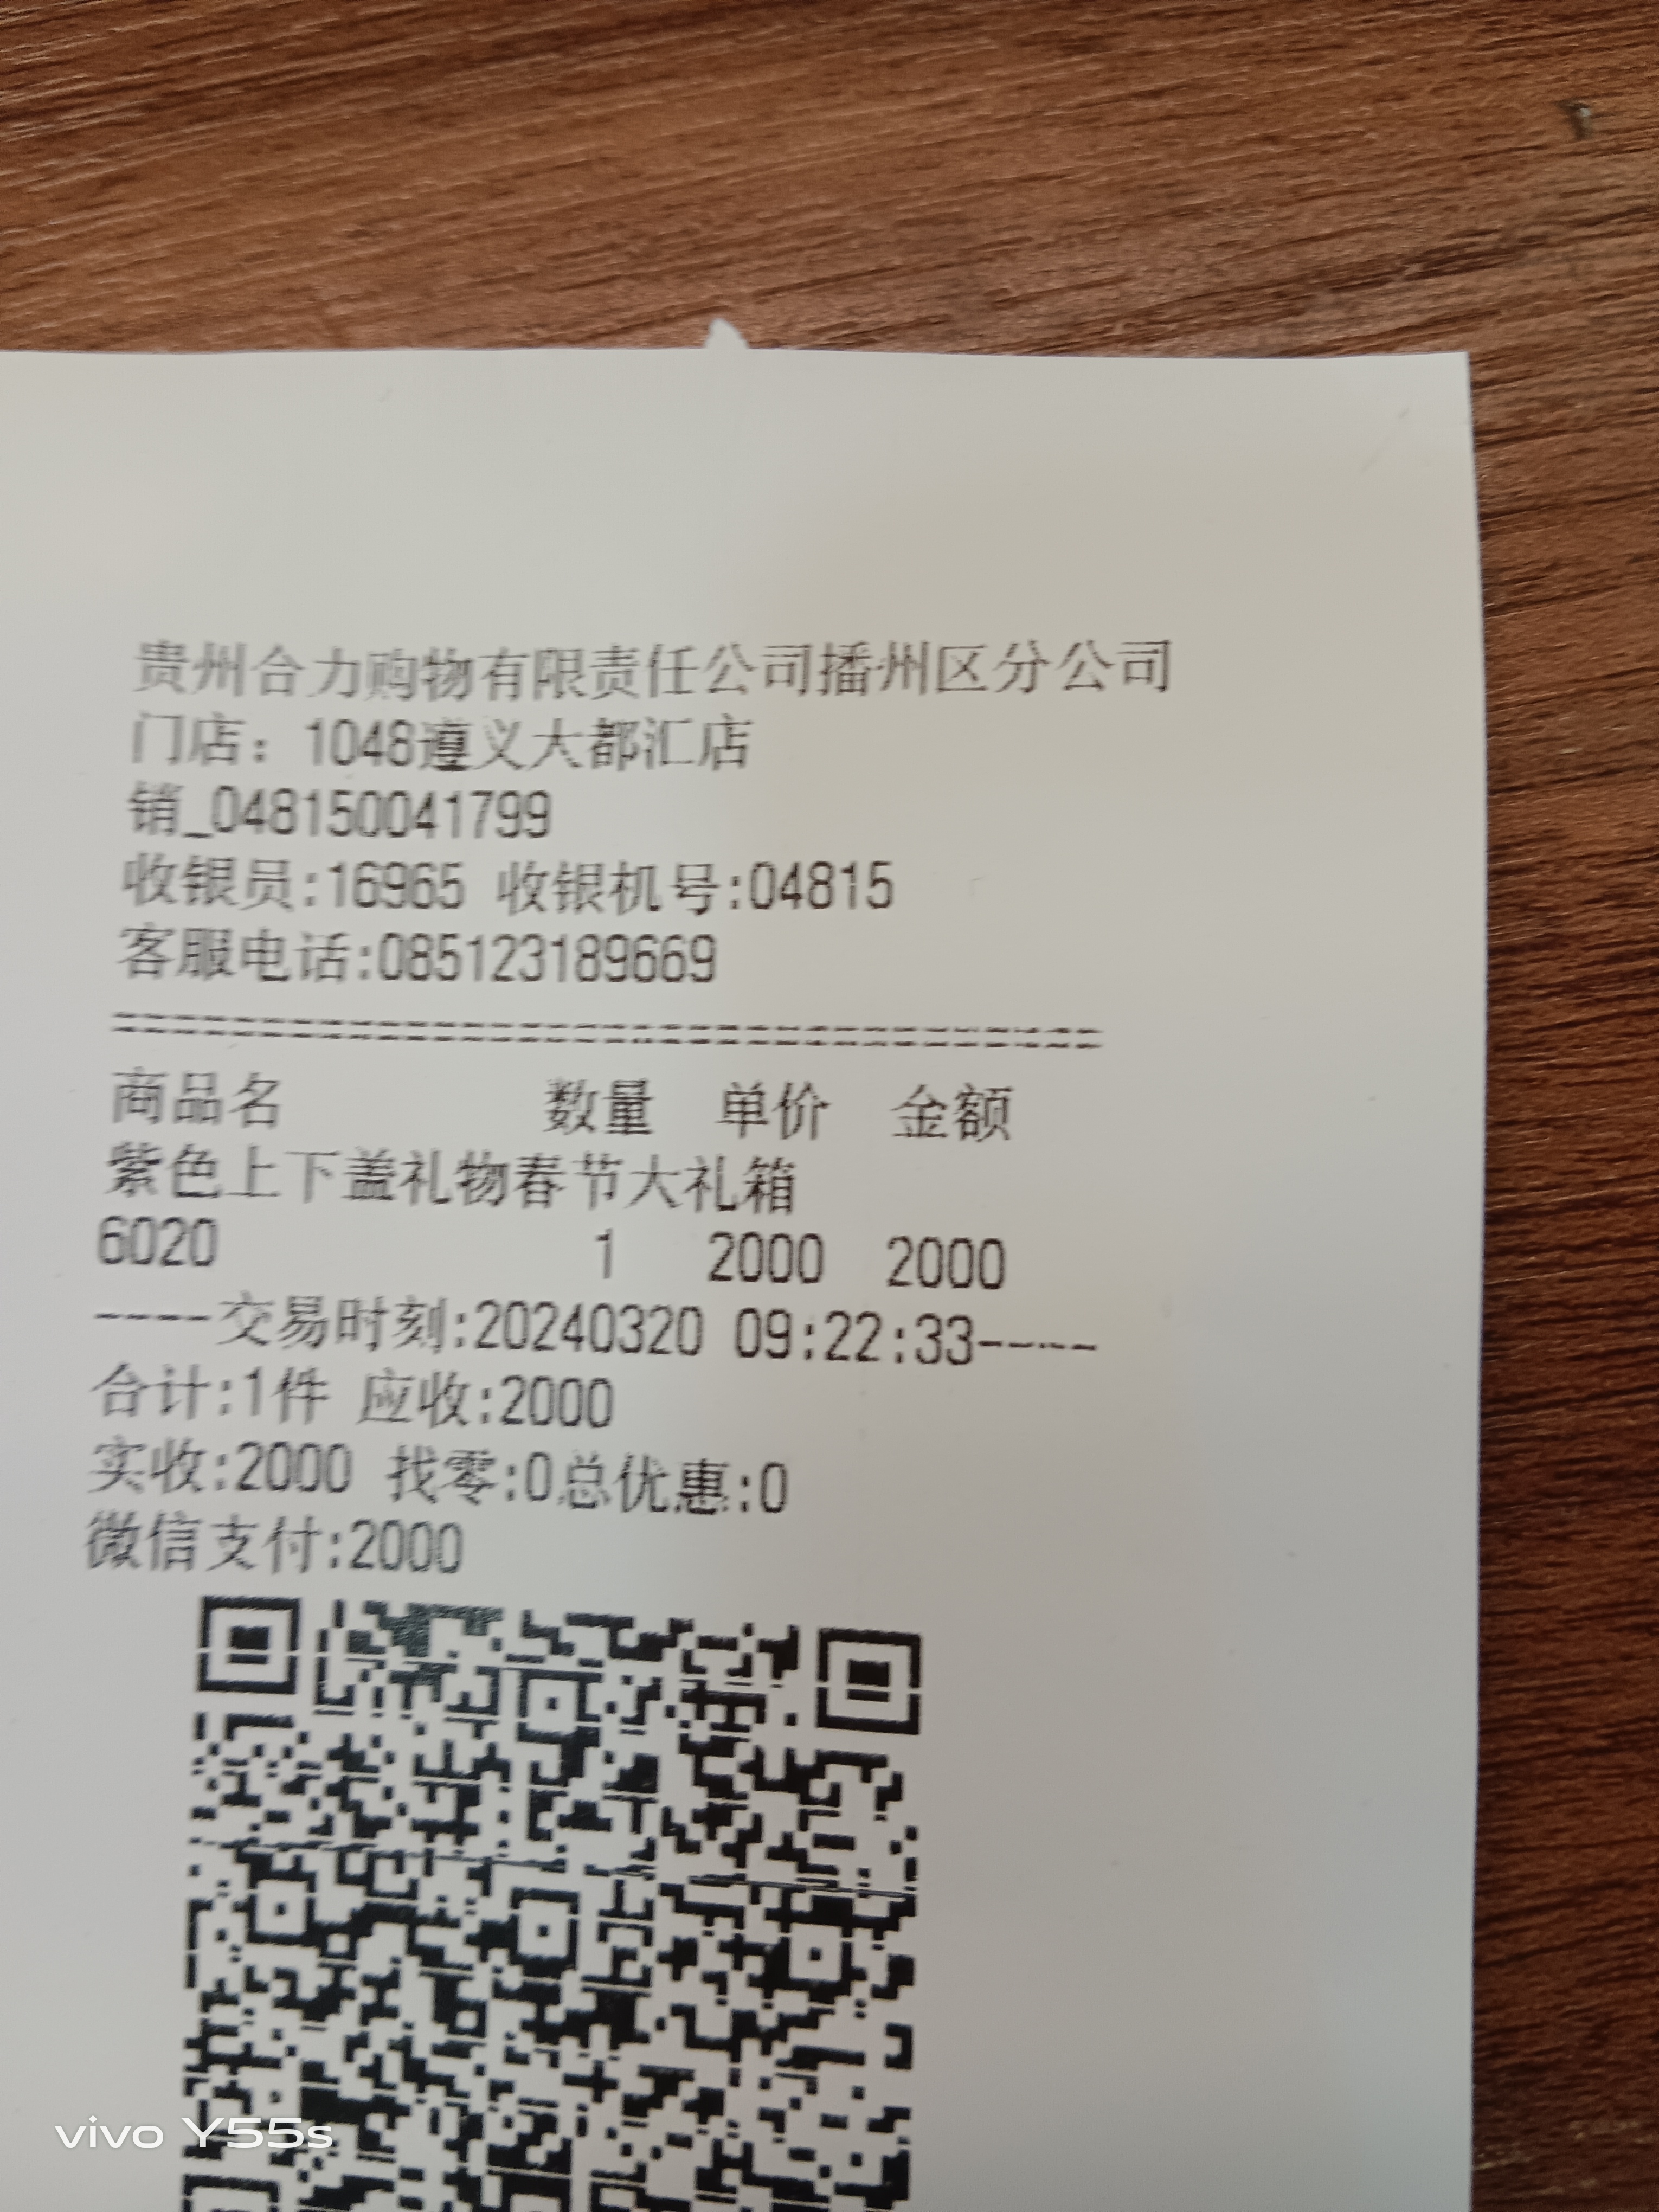 贵州合力购物有限责任公司播州区分公司
门店：1048遵义大都汇店
销_048150041799
收银员:16965 收银机号:04815
客服电话:085123189669
==================================
商品名 数量 单价 金额
紫色上下盖礼物春节大礼箱
6020 1 2000 2000
----交易时刻:20240320 09:22:33----
合计:1件 应收:2000
实收:2000 找零:0总优惠:0
微信支付:2000
vivo Y55s